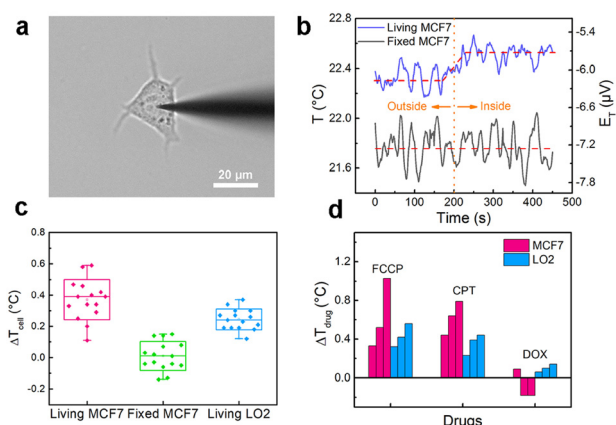 a
20 μm
b
Living MCF7
Fixed MCF7
22.8
22.4
22.0
21.6
T (°C)
Outside
Inside
-5.4
-6.0
-6.6
-7.2
-7.8
E_T (μV)
0 100 200 300 400 500
Time (s)
c
0.8
0.6
0.4
0.2
0.0
-0.2
ΔT_cell (°C)
Living MCF7 Fixed MCF7 Living LO2
d
MCF7
LO2
FCCP
CPT
DOX
1.6
1.2
0.8
0.4
0.0
ΔT_drug (°C)
Drugs